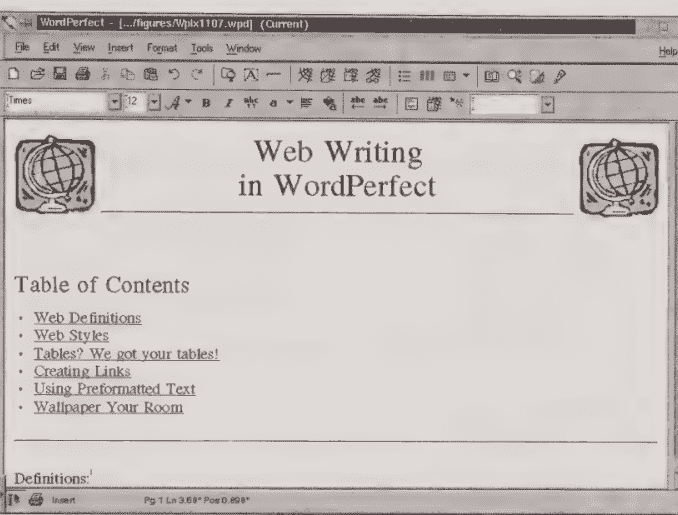 WordPerfect - [.../figures/Wplx1107.wpd] (Current)
File Edit View Insert Format Tools Window Help
Times 12
Web Writing
in WordPerfect
Table of Contents
• Web Definitions
• Web Styles
• Tables? We got your tables!
• Creating Links
• Using Preformatted Text
• Wallpaper Your Room
Definitions:
Insert Pg 1 Ln 3.69" Pos 0.898"